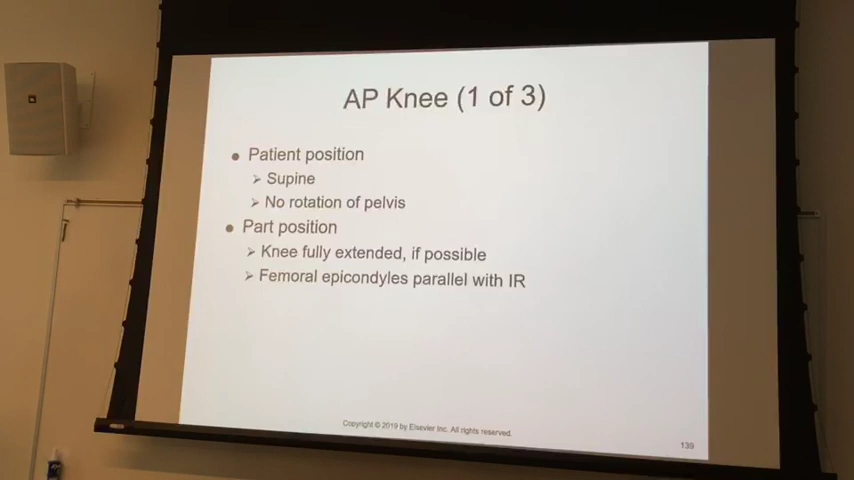 AP Knee (1 of 3)
● Patient position
➢ Supine
➢ No rotation of pelvis
● Part position
➢ Knee fully extended, if possible
➢ Femoral epicondyles parallel with IR
Copyright © 2019 by Elsevier Inc. All rights reserved.
139